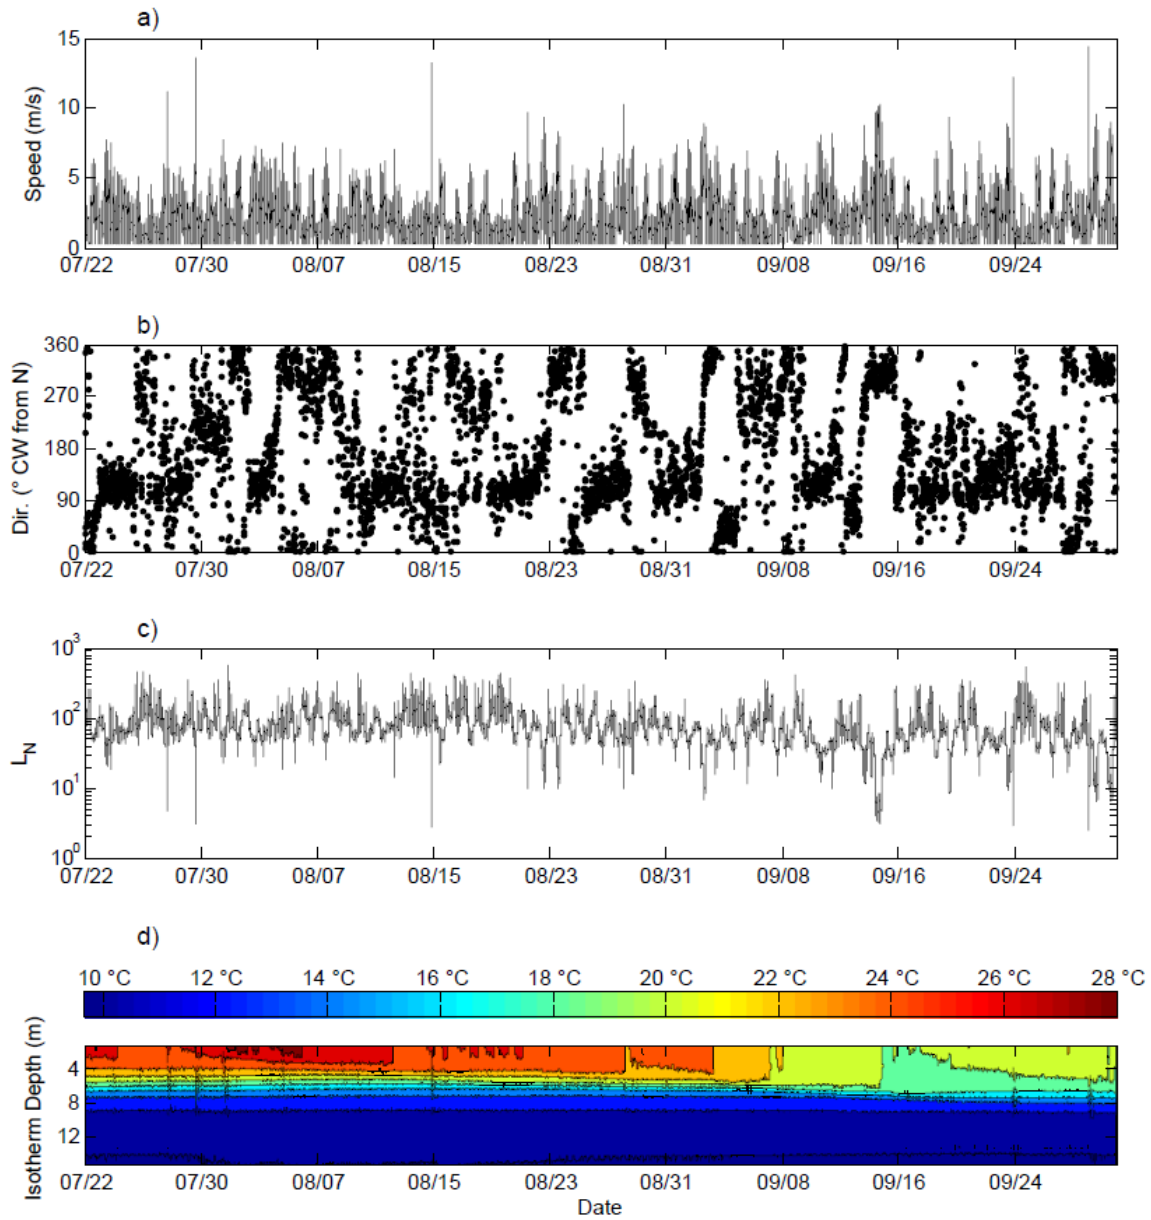 a)
15
10
5
0
Speed (m/s)
07/22 07/30 08/07 08/15 08/23 08/31 09/08 09/16 09/24
b)
360
270
180
90
0
Dir. (° CW from N)
07/22 07/30 08/07 08/15 08/23 08/31 09/08 09/16 09/24
c)
10³
10²
10¹
10⁰
L_N
07/22 07/30 08/07 08/15 08/23 08/31 09/08 09/16 09/24
d)
10 °C 12 °C 14 °C 16 °C 18 °C 20 °C 22 °C 24 °C 26 °C 28 °C
4
8
12
Isotherm Depth (m)
07/22 07/30 08/07 08/15 08/23 08/31 09/08 09/16 09/24
Date